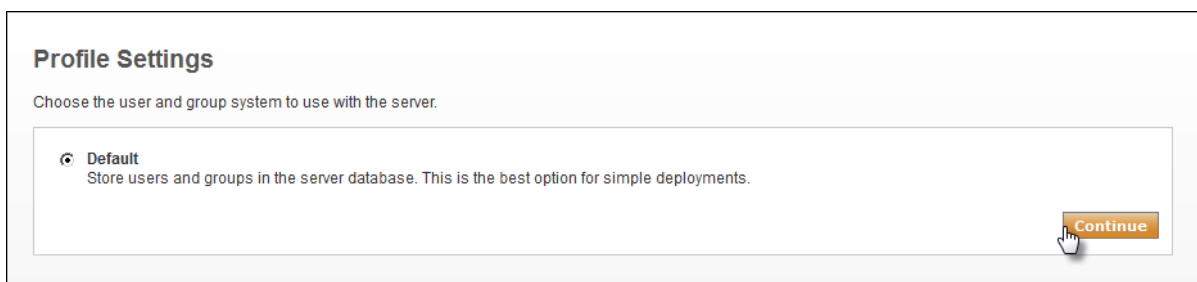 Profile Settings
Choose the user and group system to use with the server.
Default
Store users and groups in the server database. This is the best option for simple deployments.
Continue